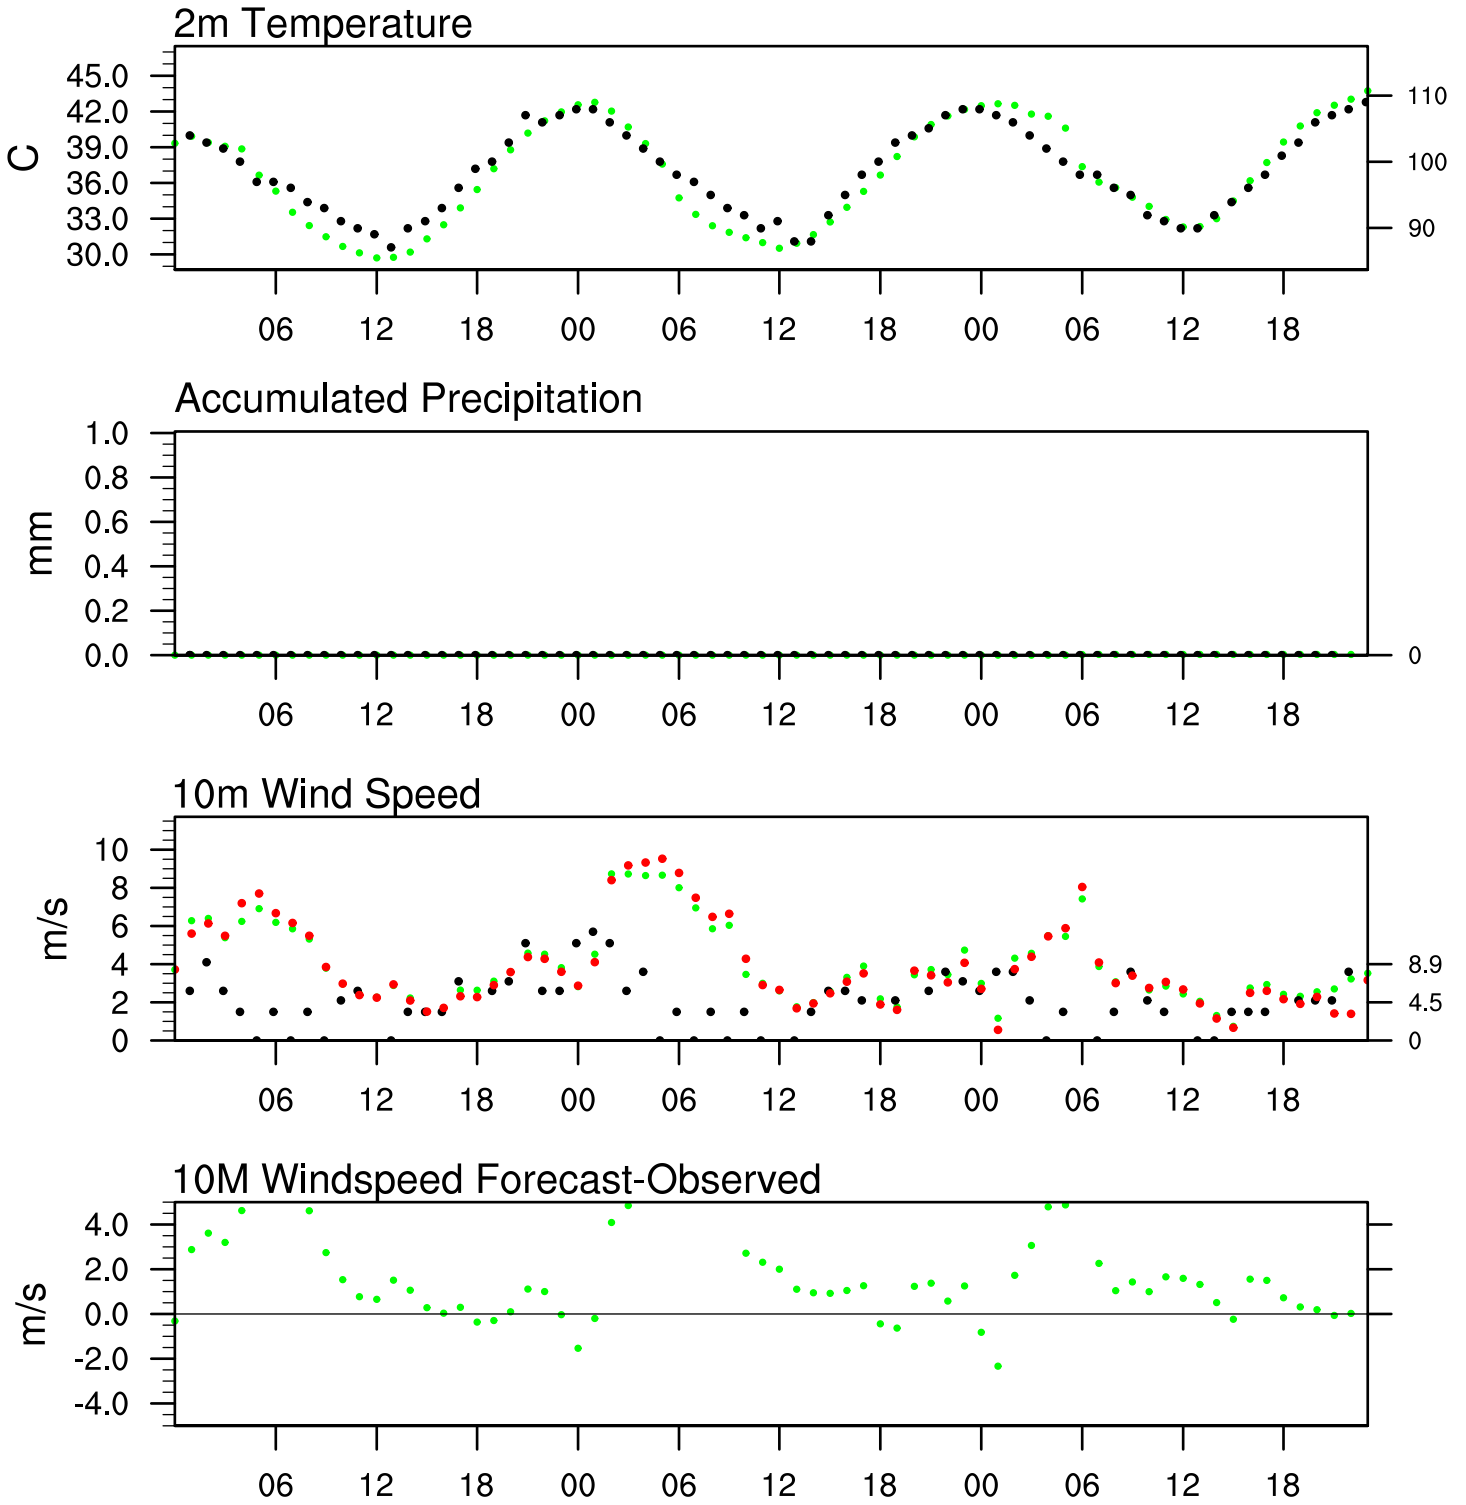 2m Temperature
45.0
42.0
39.0
36.0
33.0
30.0
C
110
100
90
06 12 18 00 06 12 18 00 06 12 18
Accumulated Precipitation
1.0
0.8
0.6
0.4
0.2
0.0
mm
0
06 12 18 00 06 12 18 00 06 12 18
10m Wind Speed
10
8
6
4
2
0
m/s
8.9
4.5
0
06 12 18 00 06 12 18 00 06 12 18
10M Windspeed Forecast-Observed
4.0
2.0
0.0
-2.0
-4.0
m/s
06 12 18 00 06 12 18 00 06 12 18